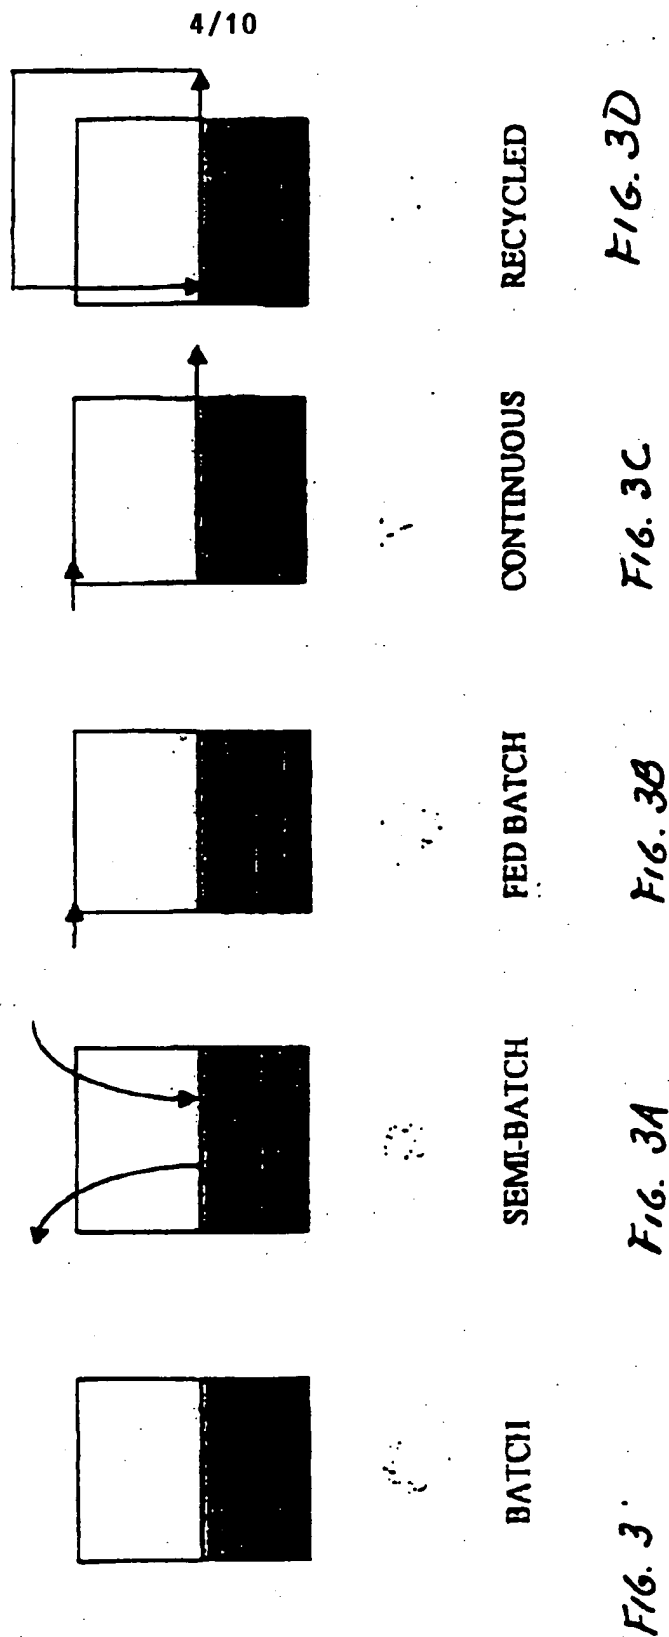 4/10
BATCH
SEMI-BATCH
FED BATCH
CONTINUOUS
RECYCLED
FIG. 3
FIG. 3A
FIG. 3B
FIG. 3C
FIG. 3D